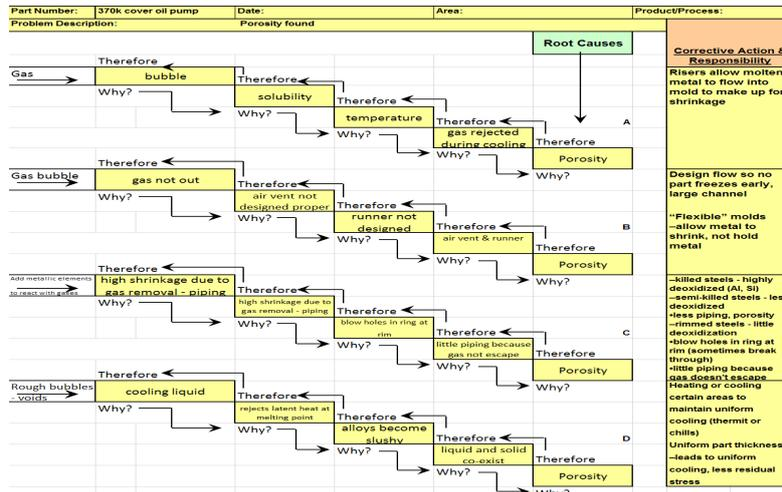 Part Number: 370k cover oil pump Date: Area: Product/Process:
Problem Description: Porosity found
Root Causes
Corrective Action &
Responsibility
Therefore
Gas bubble Therefore
Why? solubility Therefore
Why? temperature Therefore A
Why? gas rejected
during cooling Therefore
Why? Porosity
Why?
Risers allow molten
metal to flow into
mold to make up for
shrinkage
Therefore
Gas bubble gas not out Therefore
Why? air vent not
designed proper Therefore
Why? runner not
designed Therefore B
Why? air vent & runner Therefore
Why? Porosity
Why?
Design flow so no
part freezes early,
large channel
“Flexible” molds
–allow metal to
shrink, not hold
metal
Therefore
Add metallic elements
to react with gases
high shrinkage due to
gas removal - piping Therefore
Why? high shrinkage due to
gas removal - piping Therefore
Why? blow holes in ring at
rim Therefore C
Why? little piping because
gas not escape Therefore
Why? Porosity
Why?
–killed steels - highly
deoxidized (Al, Si)
–semi-killed steels - les
deoxidized
•less piping, porosity
–rimmed steels - little
deoxidation
•blow holes in ring at
rim (sometimes break
through)
•little piping because
gas doesn't escape
Therefore
Rough bubbles
- voids
cooling liquid Therefore
Why? rejects latent heat at
melting point Therefore
Why? alloys become
slushy Therefore D
Why? liquid and solid
co-exist Therefore
Why? Porosity
Why?
Heating or cooling
certain areas to
maintain uniform
cooling (thermit or
chills)
Uniform part thickness
–leads to uniform
cooling, less residual
stress